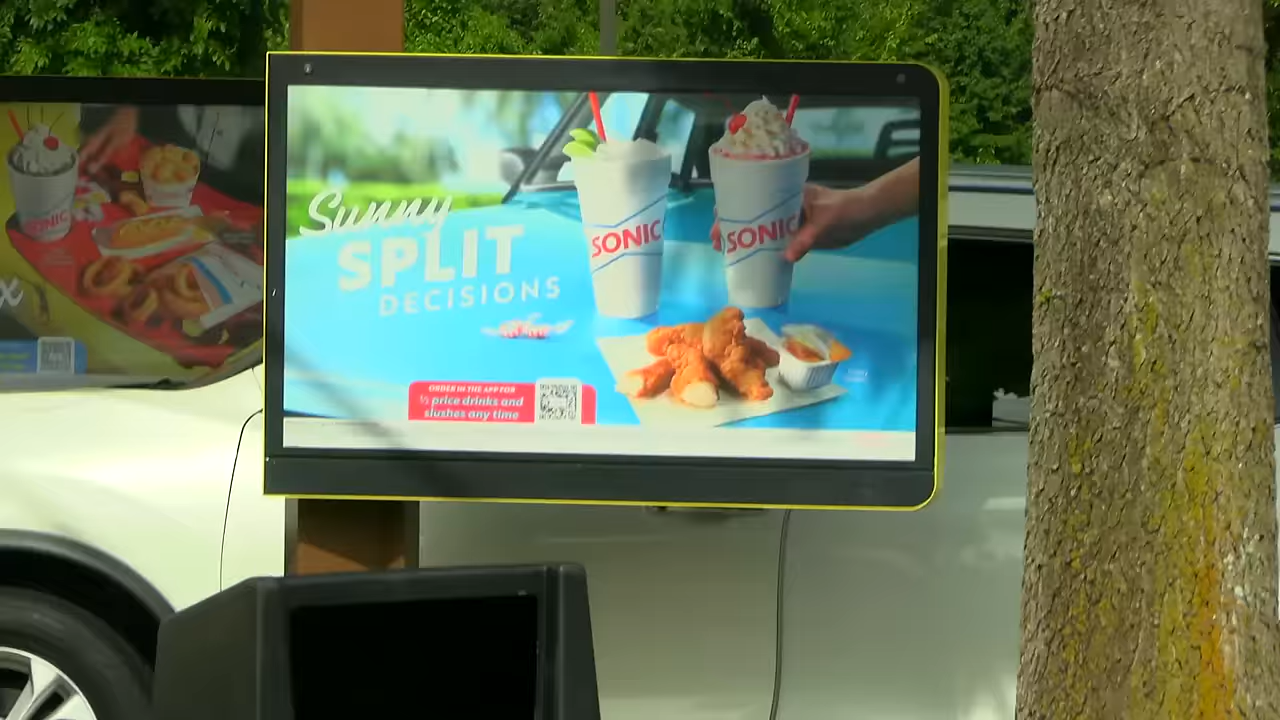 Sunny
SPLIT
DECISIONS
SONIC
SONIC
ORDER IN THE APP FOR
½ price drinks and
slushes any time
SONIC
x